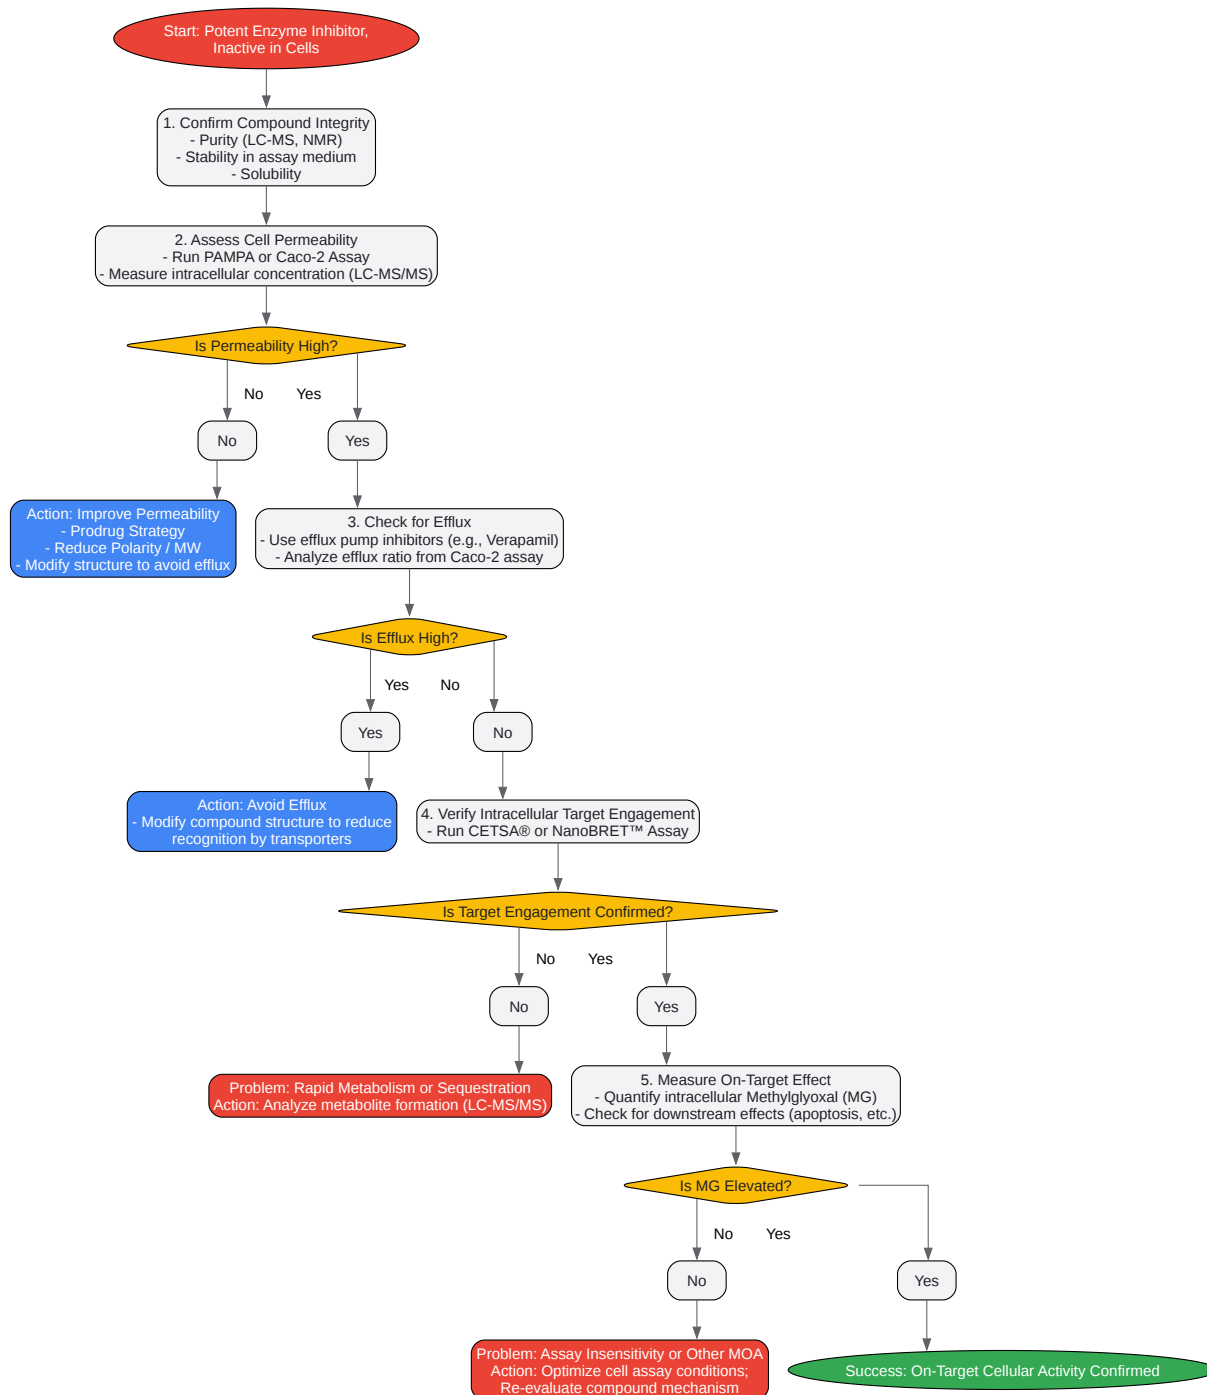 Start: Potent Enzyme Inhibitor,
Inactive in Cells
1. Confirm Compound Integrity
- Purity (LC-MS, NMR)
- Stability in assay medium
- Solubility
2. Assess Cell Permeability
- Run PAMPA or Caco-2 Assay
- Measure intracellular concentration (LC-MS/MS)
Is Permeability High?
No
Yes
No
Yes
Action: Improve Permeability
- Prodrug Strategy
- Reduce Polarity / MW
- Modify structure to avoid efflux
3. Check for Efflux
- Use efflux pump inhibitors (e.g., Verapamil)
- Analyze efflux ratio from Caco-2 assay
Is Efflux High?
Yes
No
Yes
No
Action: Avoid Efflux
- Modify compound structure to reduce
recognition by transporters
4. Verify Intracellular Target Engagement
- Run CETSA® or NanoBRET™ Assay
Is Target Engagement Confirmed?
No
Yes
No
Yes
Problem: Rapid Metabolism or Sequestration
Action: Analyze metabolite formation (LC-MS/MS)
5. Measure On-Target Effect
- Quantify intracellular Methylglyoxal (MG)
- Check for downstream effects (apoptosis, etc.)
Is MG Elevated?
No
Yes
No
Yes
Problem: Assay Insensitivity or Other MOA
Action: Optimize cell assay conditions;
Re-evaluate compound mechanism
Success: On-Target Cellular Activity Confirmed